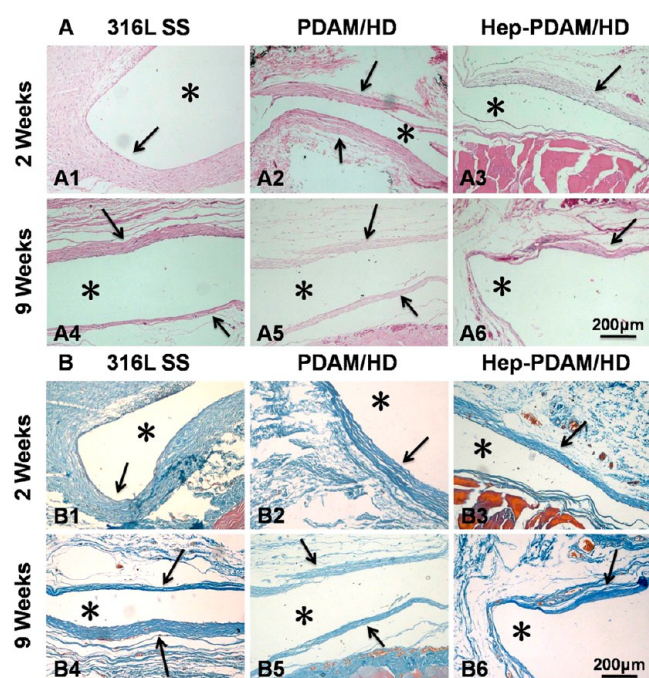 A 316L SS PDAM/HD Hep-PDAM/HD
2 Weeks
* * *
A1 A2 A3
9 Weeks
* * *
A4 A5 A6
200µm
B 316L SS PDAM/HD Hep-PDAM/HD
2 Weeks
* * *
B1 B2 B3
9 Weeks
* * *
B4 B5 B6
200µm